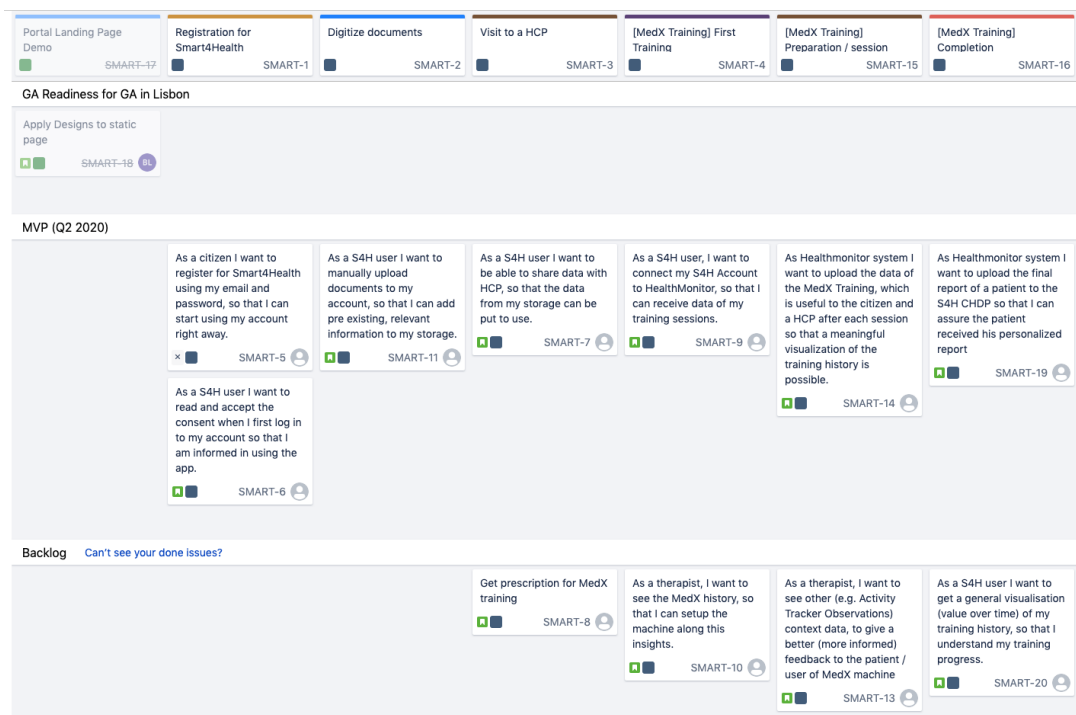 Portal Landing Page
Demo
SMART-17
Registration for
Smart4Health
SMART-1
Digitize documents
SMART-2
Visit to a HCP
SMART-3
[MedX Training] First
Training
SMART-4
[MedX Training]
Preparation / session
SMART-15
[MedX Training]
Completion
SMART-16
GA Readiness for GA in Lisbon
Apply Designs to static
page
SMART-18 BL
MVP (Q2 2020)
As a citizen I want to
register for Smart4Health
using my email and
password, so that I can
start using my account
right away.
SMART-5
As a S4H user I want to
read and accept the
consent when I first log in
to my account so that I
am informed in using the
app.
SMART-6
As a S4H user I want to
manually upload
documents to my
account, so that I can add
pre existing, relevant
information to my storage.
SMART-11
As a S4H user I want to
be able to share data with
HCP, so that the data
from my storage can be
put to use.
SMART-7
As a S4H user, I want to
connect my S4H Account
to HealthMonitor, so that I
can receive data of my
training sessions.
SMART-9
As Healthmonitor system I
want to upload the data of
the MedX Training, which
is useful to the citizen and
a HCP after each session
so that a meaningful
visualization of the
training history is
possible.
SMART-14
As Healthmonitor system I
want to upload the final
report of a patient to the
S4H CHDP so that I can
assure the patient
received his personalized
report
SMART-19
Backlog Can't see your done issues?
Get prescription for MedX
training
SMART-8
As a therapist, I want to
see the MedX history, so
that I can setup the
machine along this
insights.
SMART-10
As a therapist, I want to
see other (e.g. Activity
Tracker Observations)
context data, to give a
better (more informed)
feedback to the patient /
user of MedX machine
SMART-13
As a S4H user I want to
get a general visualisation
(value over time) of my
training history, so that I
understand my training
progress.
SMART-20